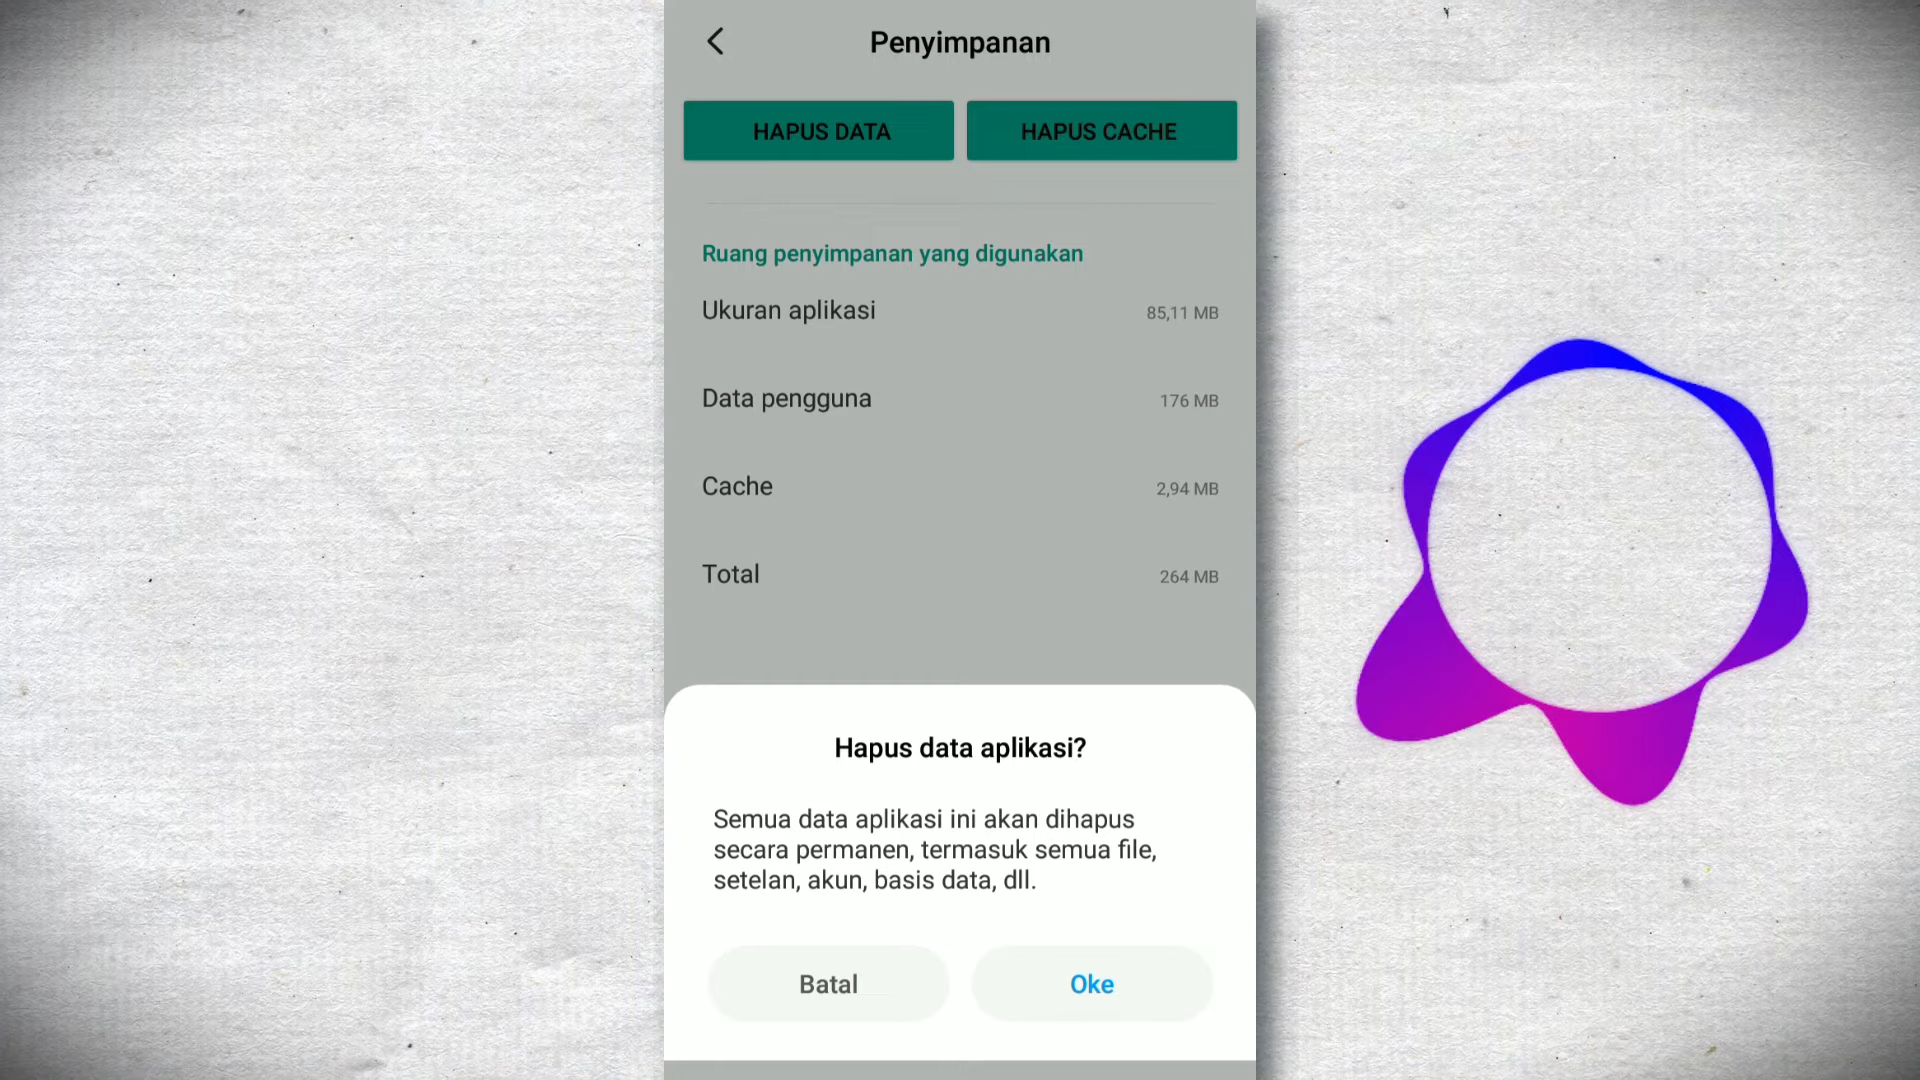 Penyimpanan
HAPUS DATA
HAPUS CACHE
Ruang penyimpanan yang digunakan
Ukuran aplikasi
85,11 MB
Data pengguna
176 MB
Cache
2,94 MB
Total
264 MB
Hapus data aplikasi?
Semua data aplikasi ini akan dihapus
secara permanen, termasuk semua file,
setelan, akun, basis data, dll.
Batal
Oke